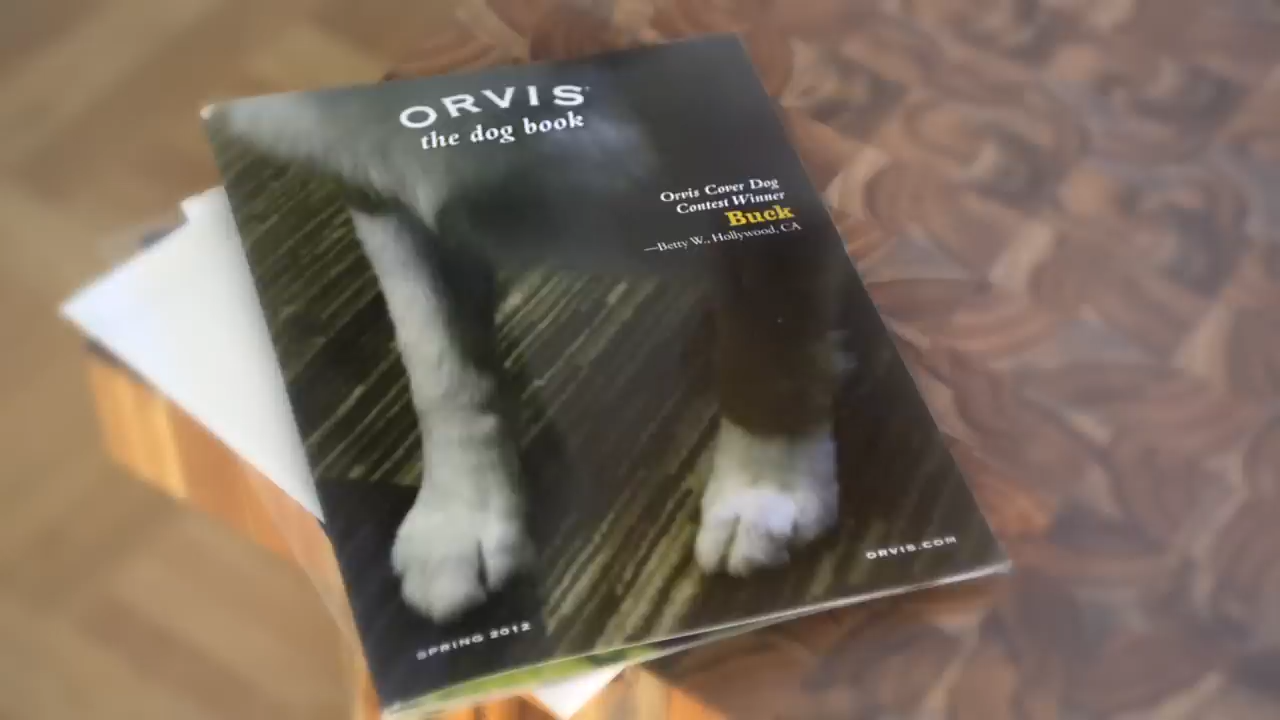 ORVIS
the dog book
Orvis Cover Dog
Contest Winner
Buck
—Betty W., Hollywood, CA
ORVIS.COM
SPRING 2012